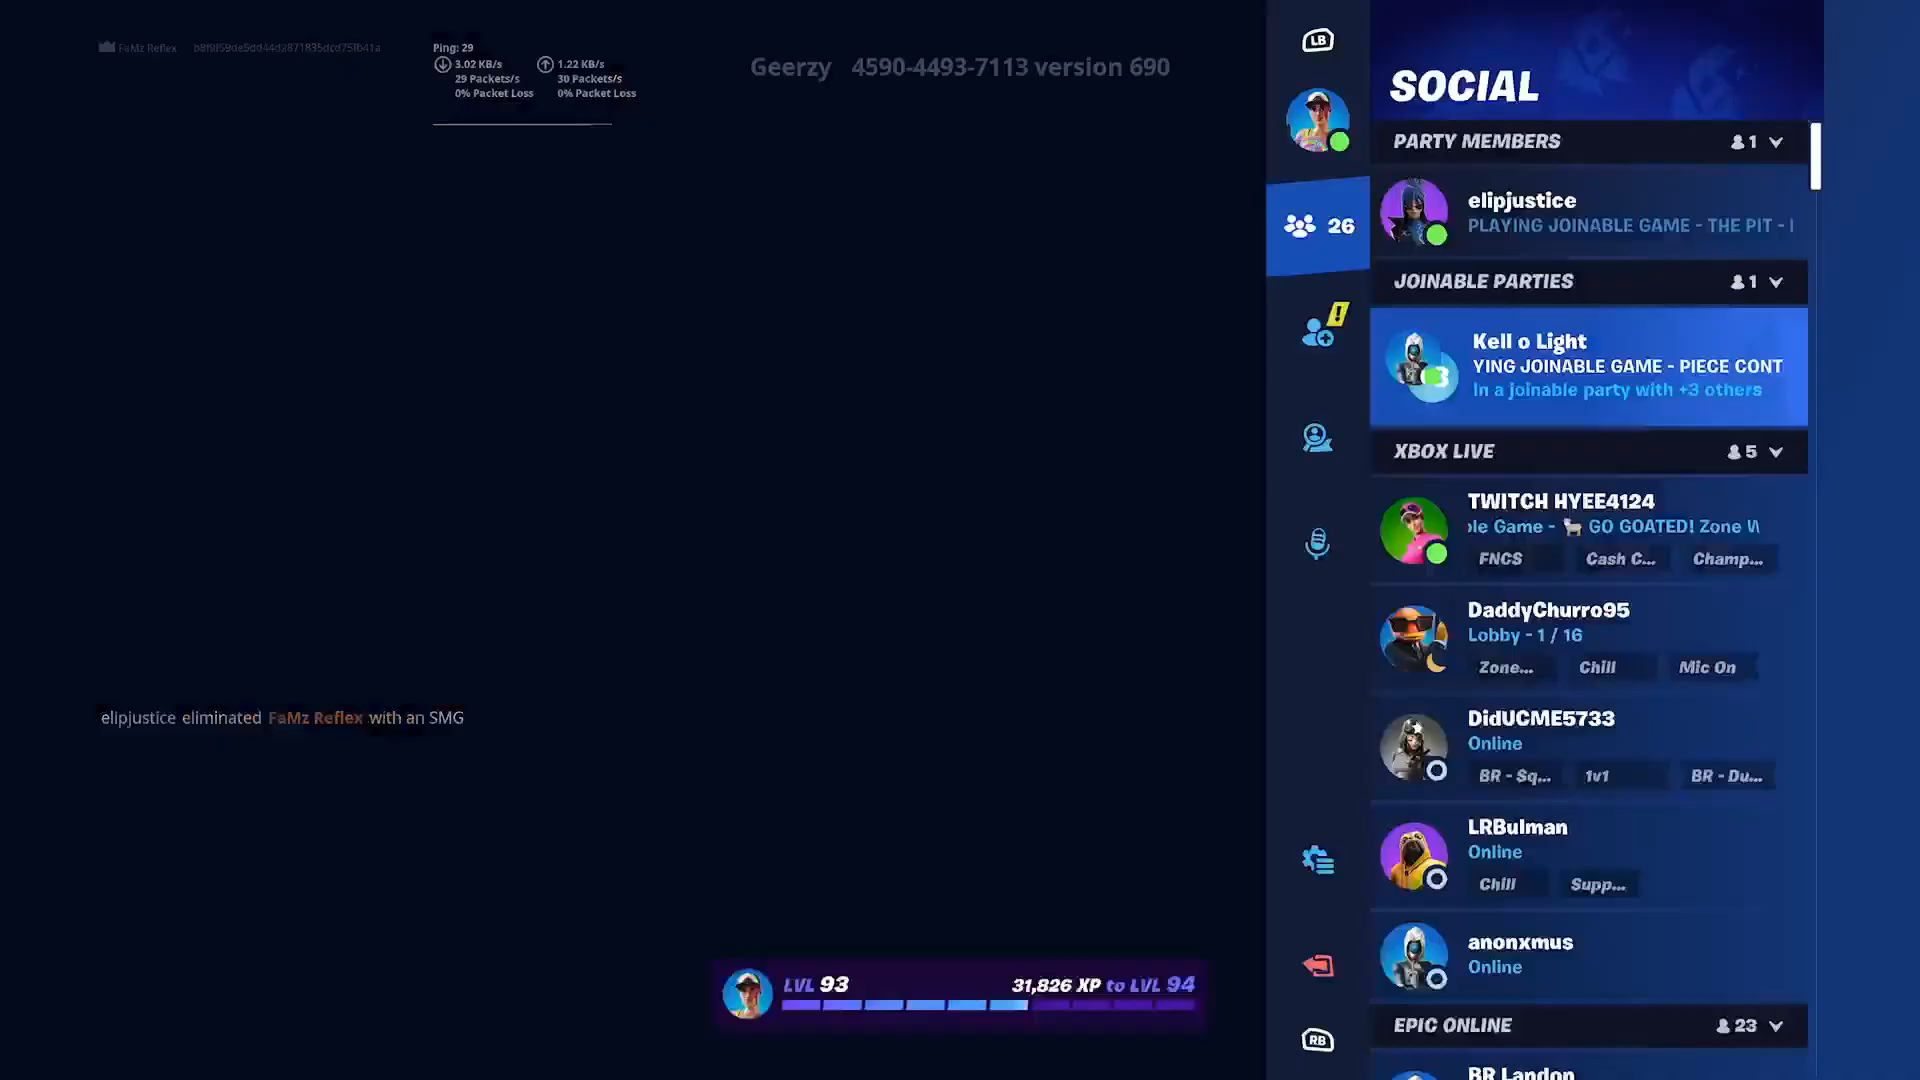 FaMz Reflex
Ping: 29
3.02 KB/s 1.22 KB/s
29 Packets/s 30 Packets/s
0% Packet Loss 0% Packet Loss
Geerzy 4590-4493-7113 version 690
elipjustice eliminated FaMz Reflex with an SMG
LVL 93 31,826 XP to LVL 94
LB
26
!
RB
SOCIAL
PARTY MEMBERS 1
elipjustice
PLAYING JOINABLE GAME - THE PIT -
JOINABLE PARTIES 1
Kell o Light
YING JOINABLE GAME - PIECE CONT
In a joinable party with +3 others
XBOX LIVE 5
TWITCH HYEE4124
ble Game - 🐐 GO GOATED! Zone W
FNCS Cash C... Champ...
DaddyChurro95
Lobby - 1 / 16
Zone... Chill Mic On
DidUCME5733
Online
BR - Sq... 1v1 BR - Du...
LRBulman
Online
Chill Supp...
anonxmus
Online
EPIC ONLINE 23
BR Landon